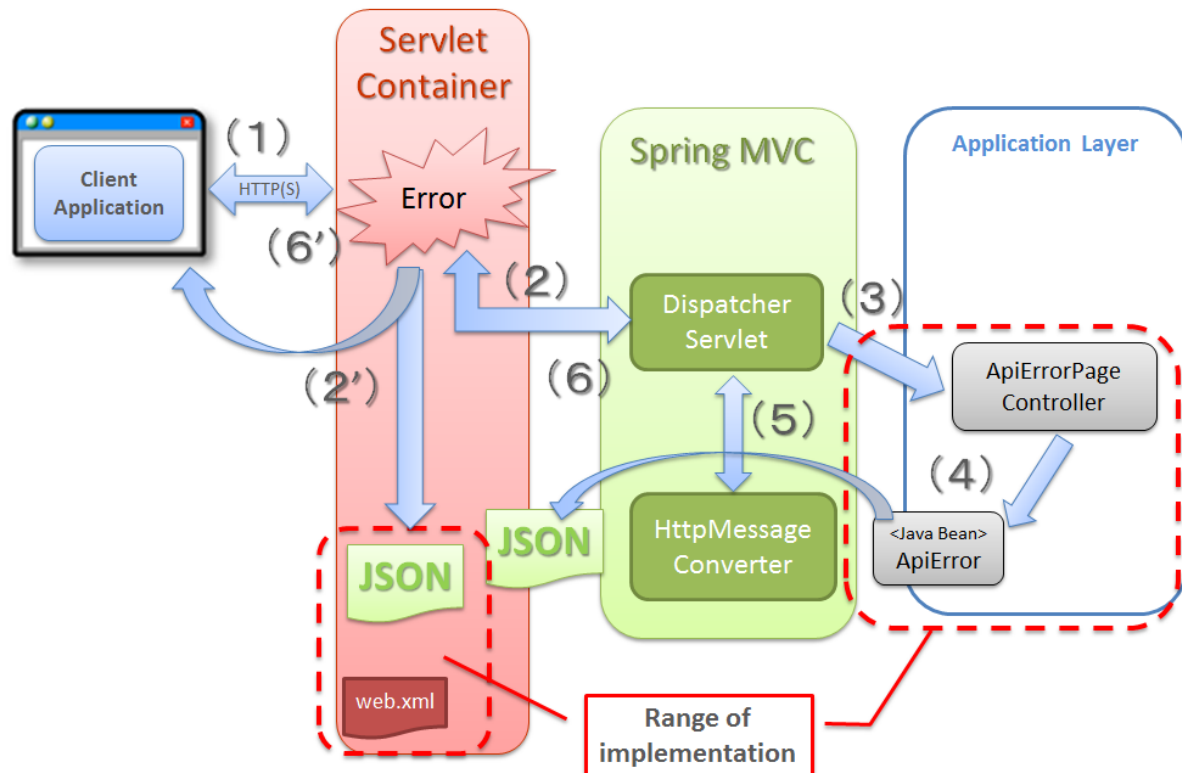 Servlet
Container
Client
Application
(1)
HTTP(S)
Error
(6’)
(2)
(2’)
Spring MVC
Dispatcher
Servlet
(6)
(5)
HttpMessage
Converter
Application Layer
(3)
ApiErrorPage
Controller
(4)
<Java Bean>
ApiError
JSON
JSON
web.xml
Range of
implementation